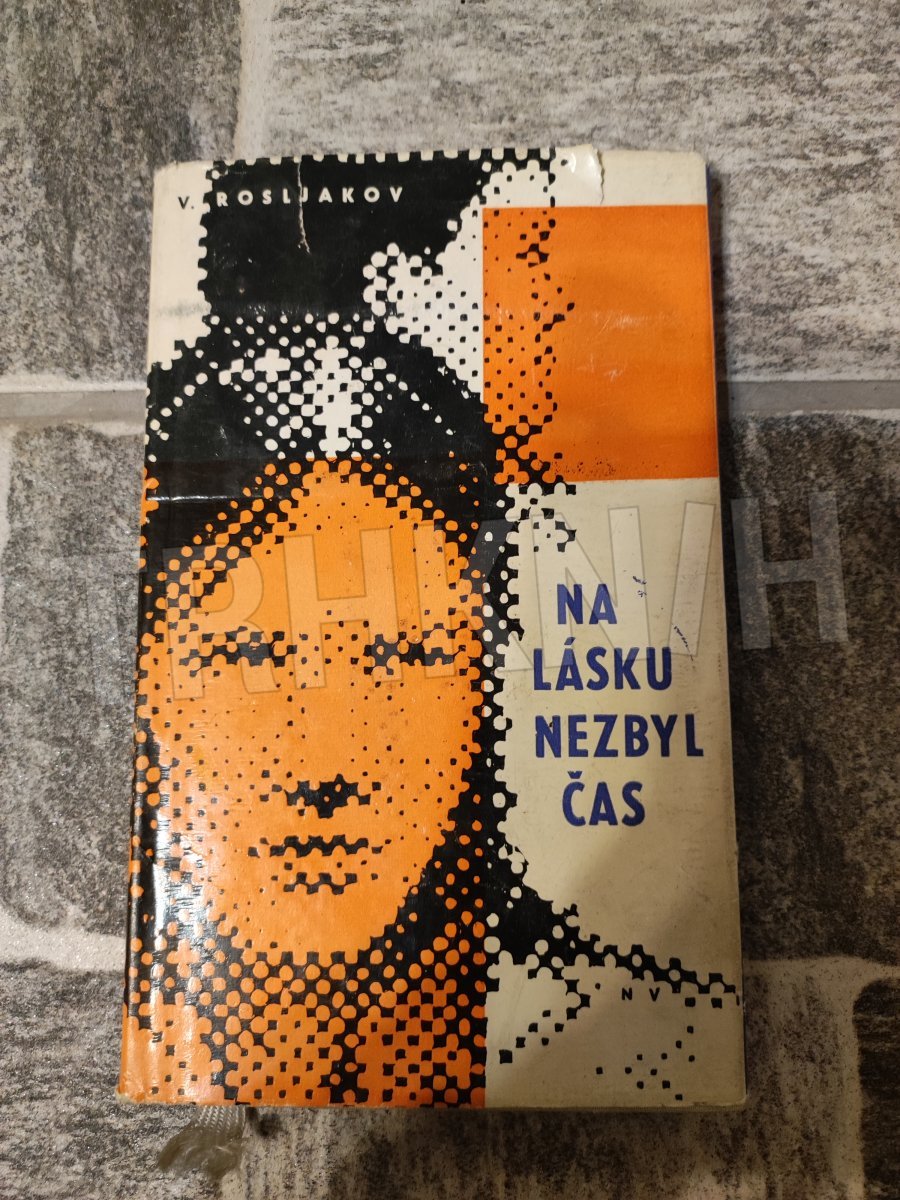 V. ROSLJAKOV
NA
LÁSKU
NEZBYL
ČAS
NV